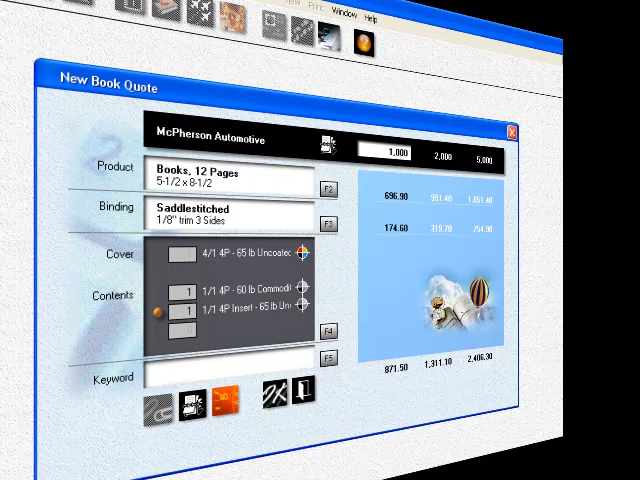 View Print Window Help
New Book Quote
McPherson Automotive
1,000 2,000 5,000
Product
Books, 12 Pages
5-1/2 x 8-1/2
F2
696.90 991.40 1,651.40
Binding
Saddlestitched
1/8" trim 3 Sides
F3
174.60 319.70 754.90
Cover
1 4/1 4P - 65 lb Uncoated
Contents
1 1/1 4P - 60 lb Commodi
1 1/1 4P Insert - 65 lb Un
F4
F5
Keyword
871.50 1,311.10 2,406.30
OK